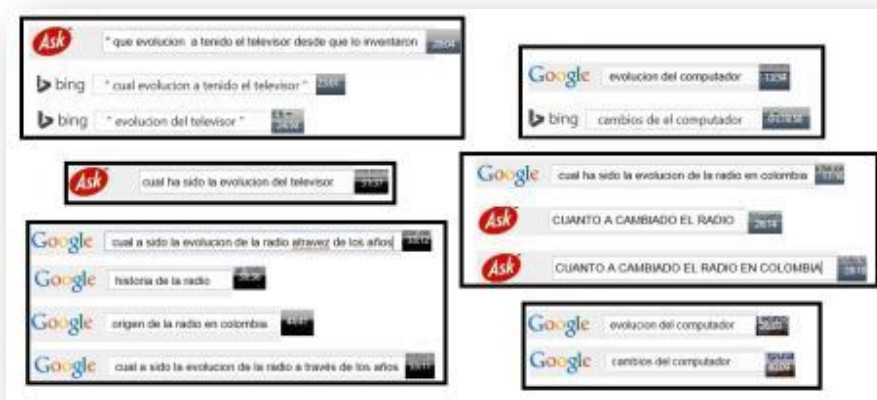 Ask " que evolucion a tenido el televisor desde que lo inventaron
bing " cual evolucion a tenido el televisor "
bing " evolucion del televisor "
Ask cual ha sido la evolucion del televisor
Google cual a sido la evolucion de la radio atravez de los años
Google historia de la radio
Google origen de la radio en colombia
Google cual a sido la evolucion de la radio a través de los años
Google evolucion del computador
bing cambios de el computador
Google cual ha sido la evolucion de la radio en colombia
Ask CUANTO A CAMBIADO EL RADIO
Ask CUANTO A CAMBIADO EL RADIO EN COLOMBIA
Google evolucion del computador
Google cambios del computador